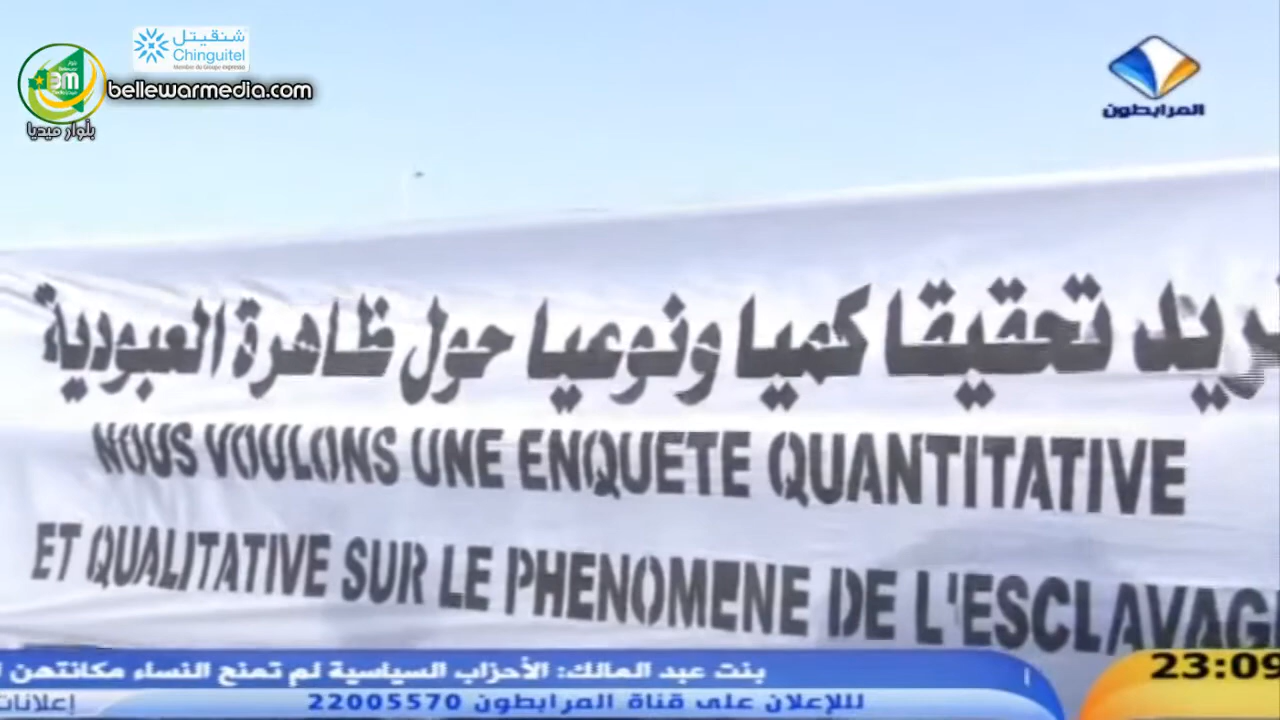 شنقيتل
Chinguitel
bellewarmedia.com
بلوار ميديا
المرابطون
نريد تحقيقا كميا ونوعيا حول ظاهرة العبودية
NOUS VOULONS UNE ENQUETE QUANTITATIVE
ET QUALITATIVE SUR LE PHENOMENE DE L'ESCLAVAG
بنت عبد المالك: الأحزاب السياسية لم تمنح النساء مكانتهن
23:09
لللإعلان على قناة المرابطون 22005570
إعلانات